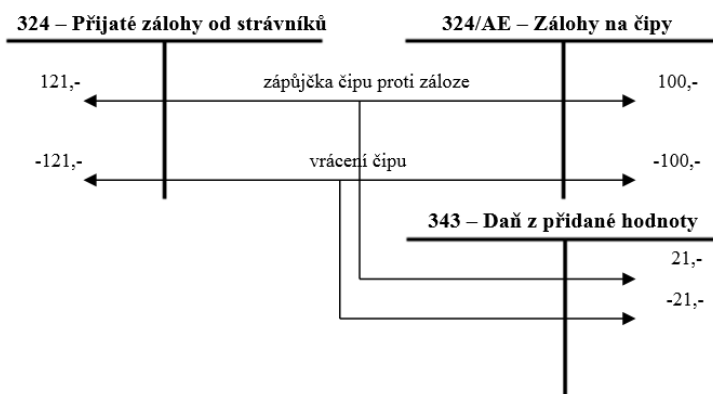 324 – Přijaté zálohy od strávníků
324/AE – Zálohy na čipy
121,-
zápůjčka čipu proti záloze
100,-
-121,-
vrácení čipu
-100,-
343 – Daň z přidané hodnoty
21,-
-21,-